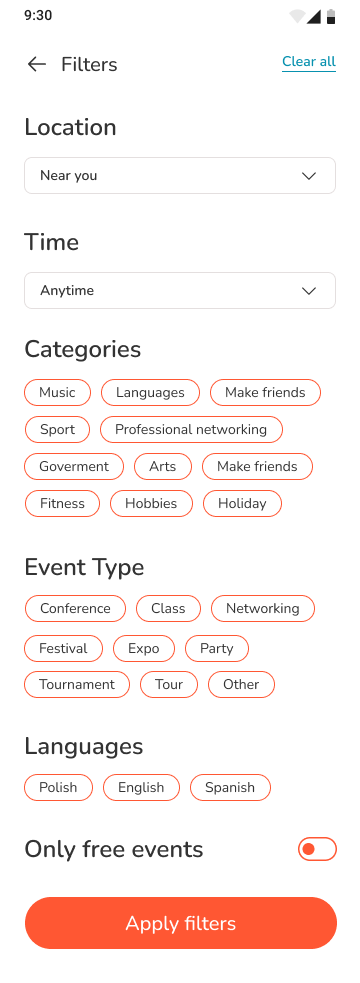 9:30
Filters Clear all
Location
Near you
Time
Anytime
Categories
Music Languages Make friends
Sport Professional networking
Goverment Arts Make friends
Fitness Hobbies Holiday
Event Type
Conference Class Networking
Festival Expo Party
Tournament Tour Other
Languages
Polish English Spanish
Only free events
Apply filters